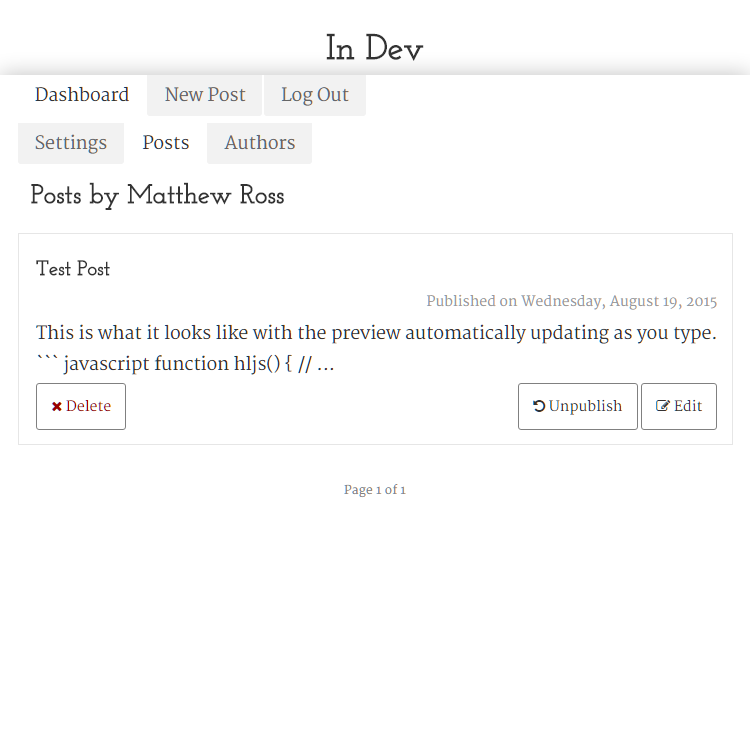 In Dev
Dashboard New Post Log Out
Settings Posts Authors
Posts by Matthew Ross
Test Post
Published on Wednesday, August 19, 2015
This is what it looks like with the preview automatically updating as you type.
``` javascript function hljs() { // ...
Delete Unpublish Edit
Page 1 of 1